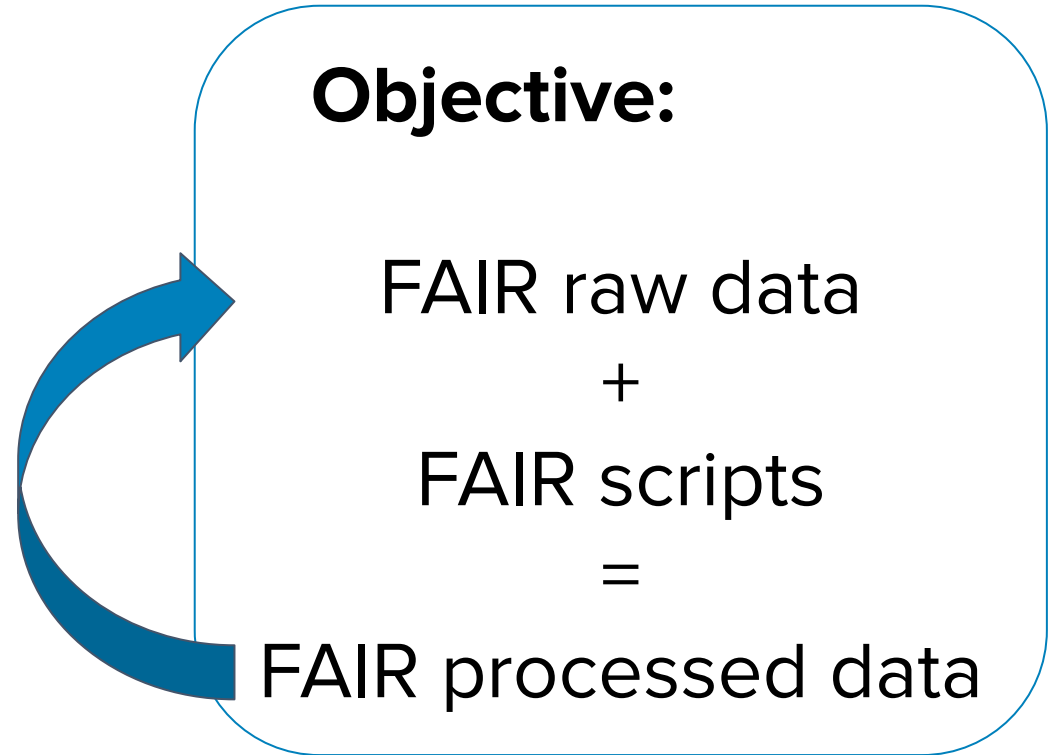 Objective:
FAIR raw data
+
FAIR scripts
=
FAIR processed data